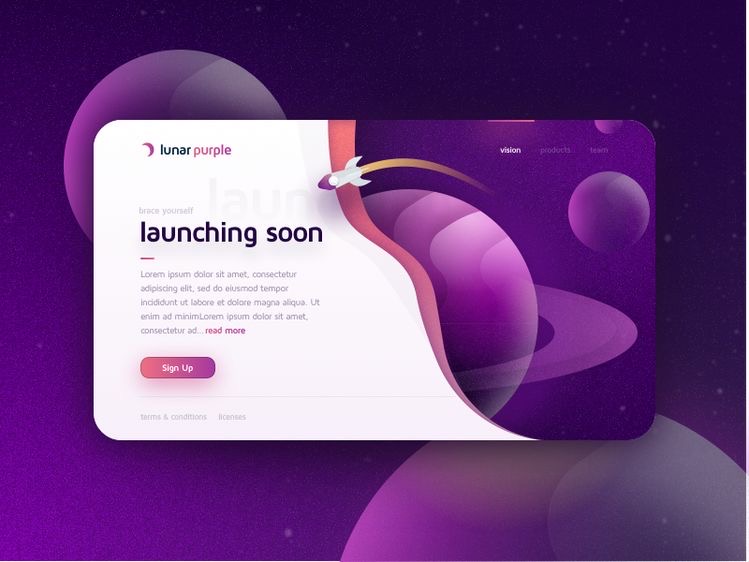 lunar purple
vision products team
laun
brace yourself
launching soon
Lorem ipsum dolor sit amet, consectetur
adipiscing elit, sed do eiusmod tempor
incididunt ut labore et dolore magna aliqua. Ut
enim ad minimLorem ipsum dolor sit amet,
consectetur ad... read more
Sign Up
terms & conditions licenses